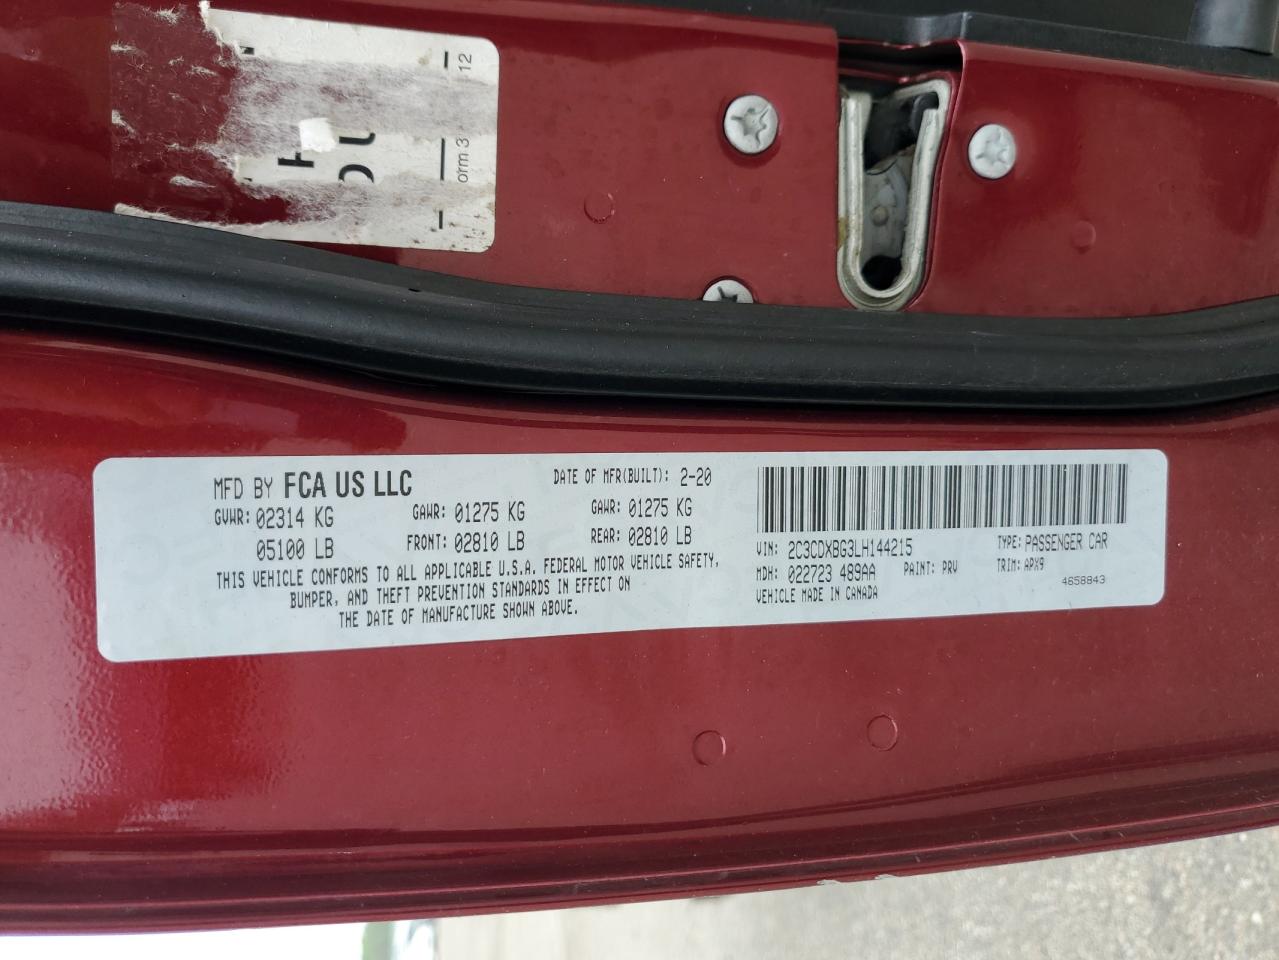 12
orm 3
MFD BY FCA US LLC
DATE OF MFR(BUILT): 2-20
GVWR: 02314 KG
GAWR: 01275 KG
GAWR: 01275 KG
05100 LB
FRONT: 02810 LB
REAR: 02810 LB
THIS VEHICLE CONFORMS TO ALL APPLICABLE U.S.A. FEDERAL MOTOR VEHICLE SAFETY,
BUMPER, AND THEFT PREVENTION STANDARDS IN EFFECT ON
THE DATE OF MANUFACTURE SHOWN ABOVE.
VIN: 2C3CDXBG3LH144215
TYPE: PASSENGER CAR
MDH: 022723 489AA
PAINT: PRV
TRIM: APX9
VEHICLE MADE IN CANADA
4658843